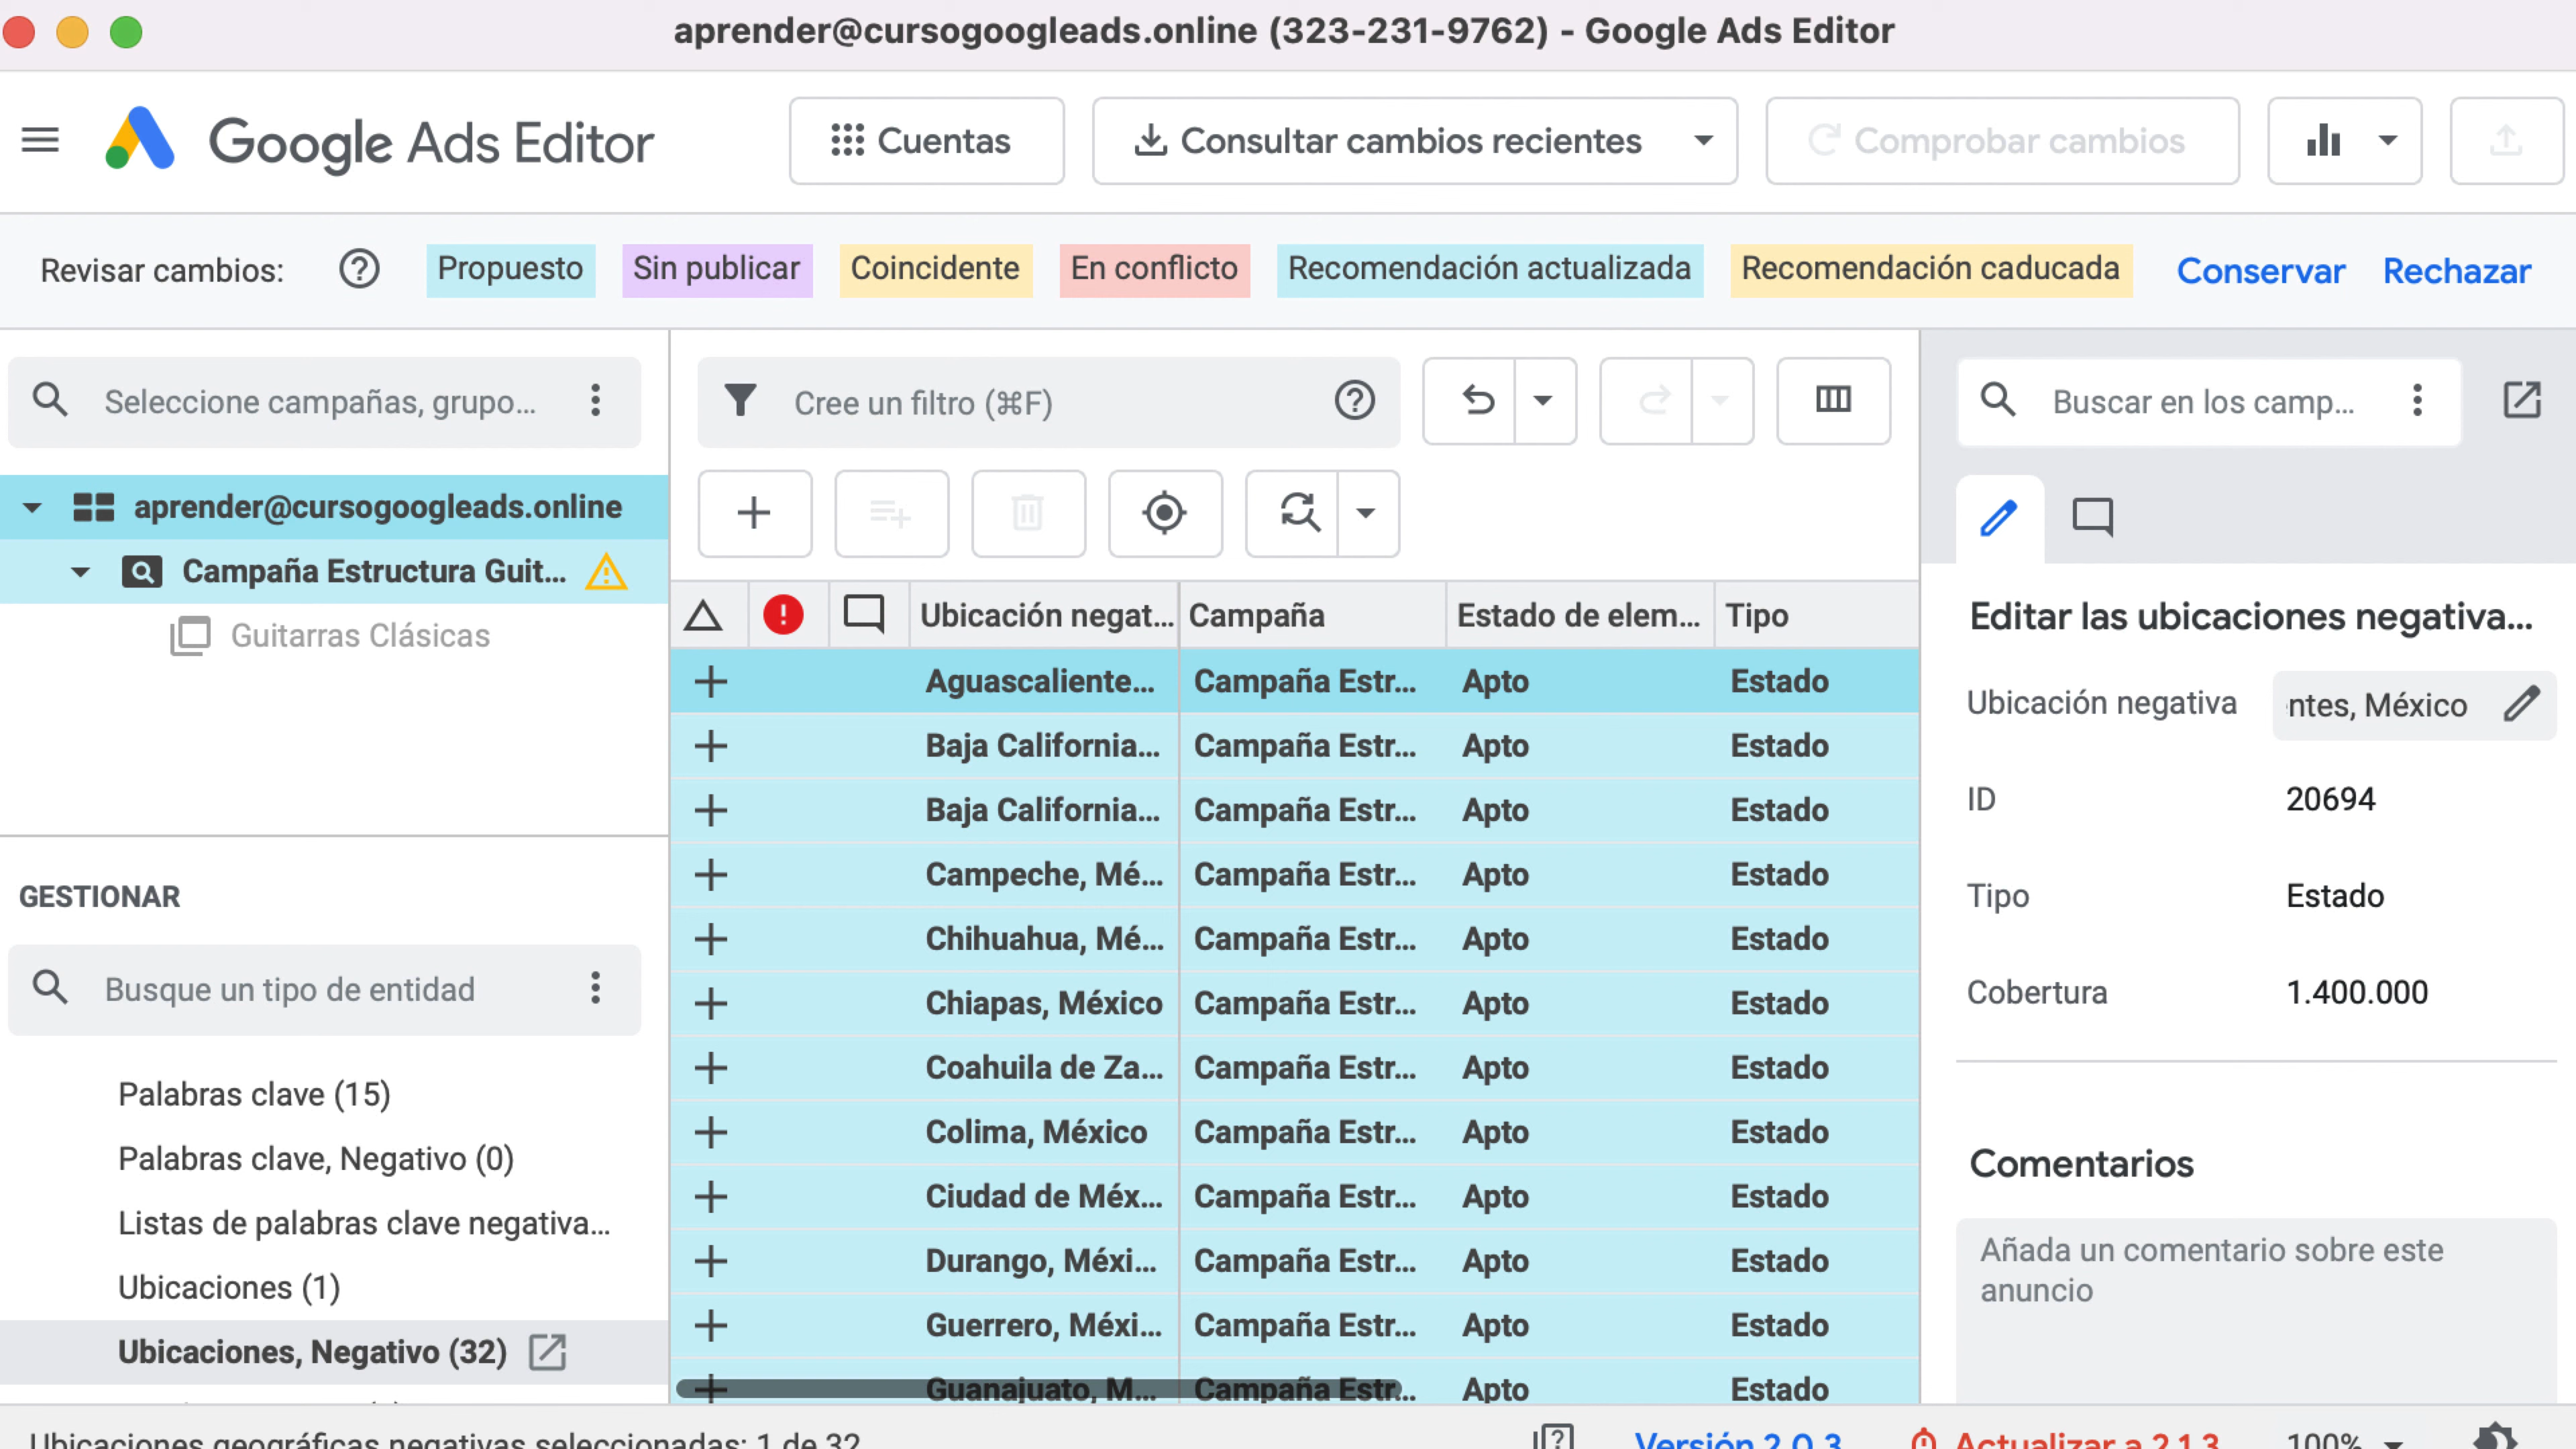 aprender@cursogoogleads.online (323-231-9762) - Google Ads Editor
Google Ads Editor
Cuentas
Consultar cambios recientes
Comprobar cambios
Revisar cambios:
Propuesto
Sin publicar
Coincidente
En conflicto
Recomendación actualizada
Recomendación caducada
Conservar
Rechazar
Seleccione campañas, grupo...
Cree un filtro (⌘F)
Buscar en los camp...
aprender@cursogoogleads.online
Campaña Estructura Guit...
Guitarras Clásicas
GESTIONAR
Busque un tipo de entidad
Palabras clave (15)
Palabras clave, Negativo (0)
Listas de palabras clave negativa...
Ubicaciones (1)
Ubicaciones, Negativo (32)
Ubicación negat... Campaña Estado de elem... Tipo
Aguascaliente... Campaña Estr... Apto Estado
Baja California... Campaña Estr... Apto Estado
Baja California... Campaña Estr... Apto Estado
Campeche, Mé... Campaña Estr... Apto Estado
Chihuahua, Mé... Campaña Estr... Apto Estado
Chiapas, México Campaña Estr... Apto Estado
Coahuila de Za... Campaña Estr... Apto Estado
Colima, México Campaña Estr... Apto Estado
Ciudad de Méx... Campaña Estr... Apto Estado
Durango, Méxi... Campaña Estr... Apto Estado
Guerrero, Méxi... Campaña Estr... Apto Estado
Guanajuato, M... Campaña Estr... Apto Estado
Editar las ubicaciones negativa...
Ubicación negativa ntes, México
ID 20694
Tipo Estado
Cobertura 1.400.000
Comentarios
Añada un comentario sobre este
anuncio
Ubicaciones geográficas negativas seleccionadas: 1 de 32
Versión 2.0.3
Actualizar a 2.1.3
100%